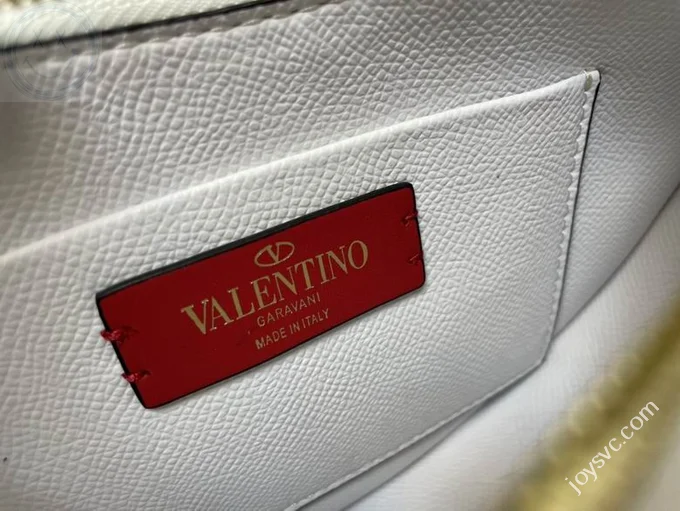 VALENTINO
GARAVANI
MADE IN ITALY
joysvc.com